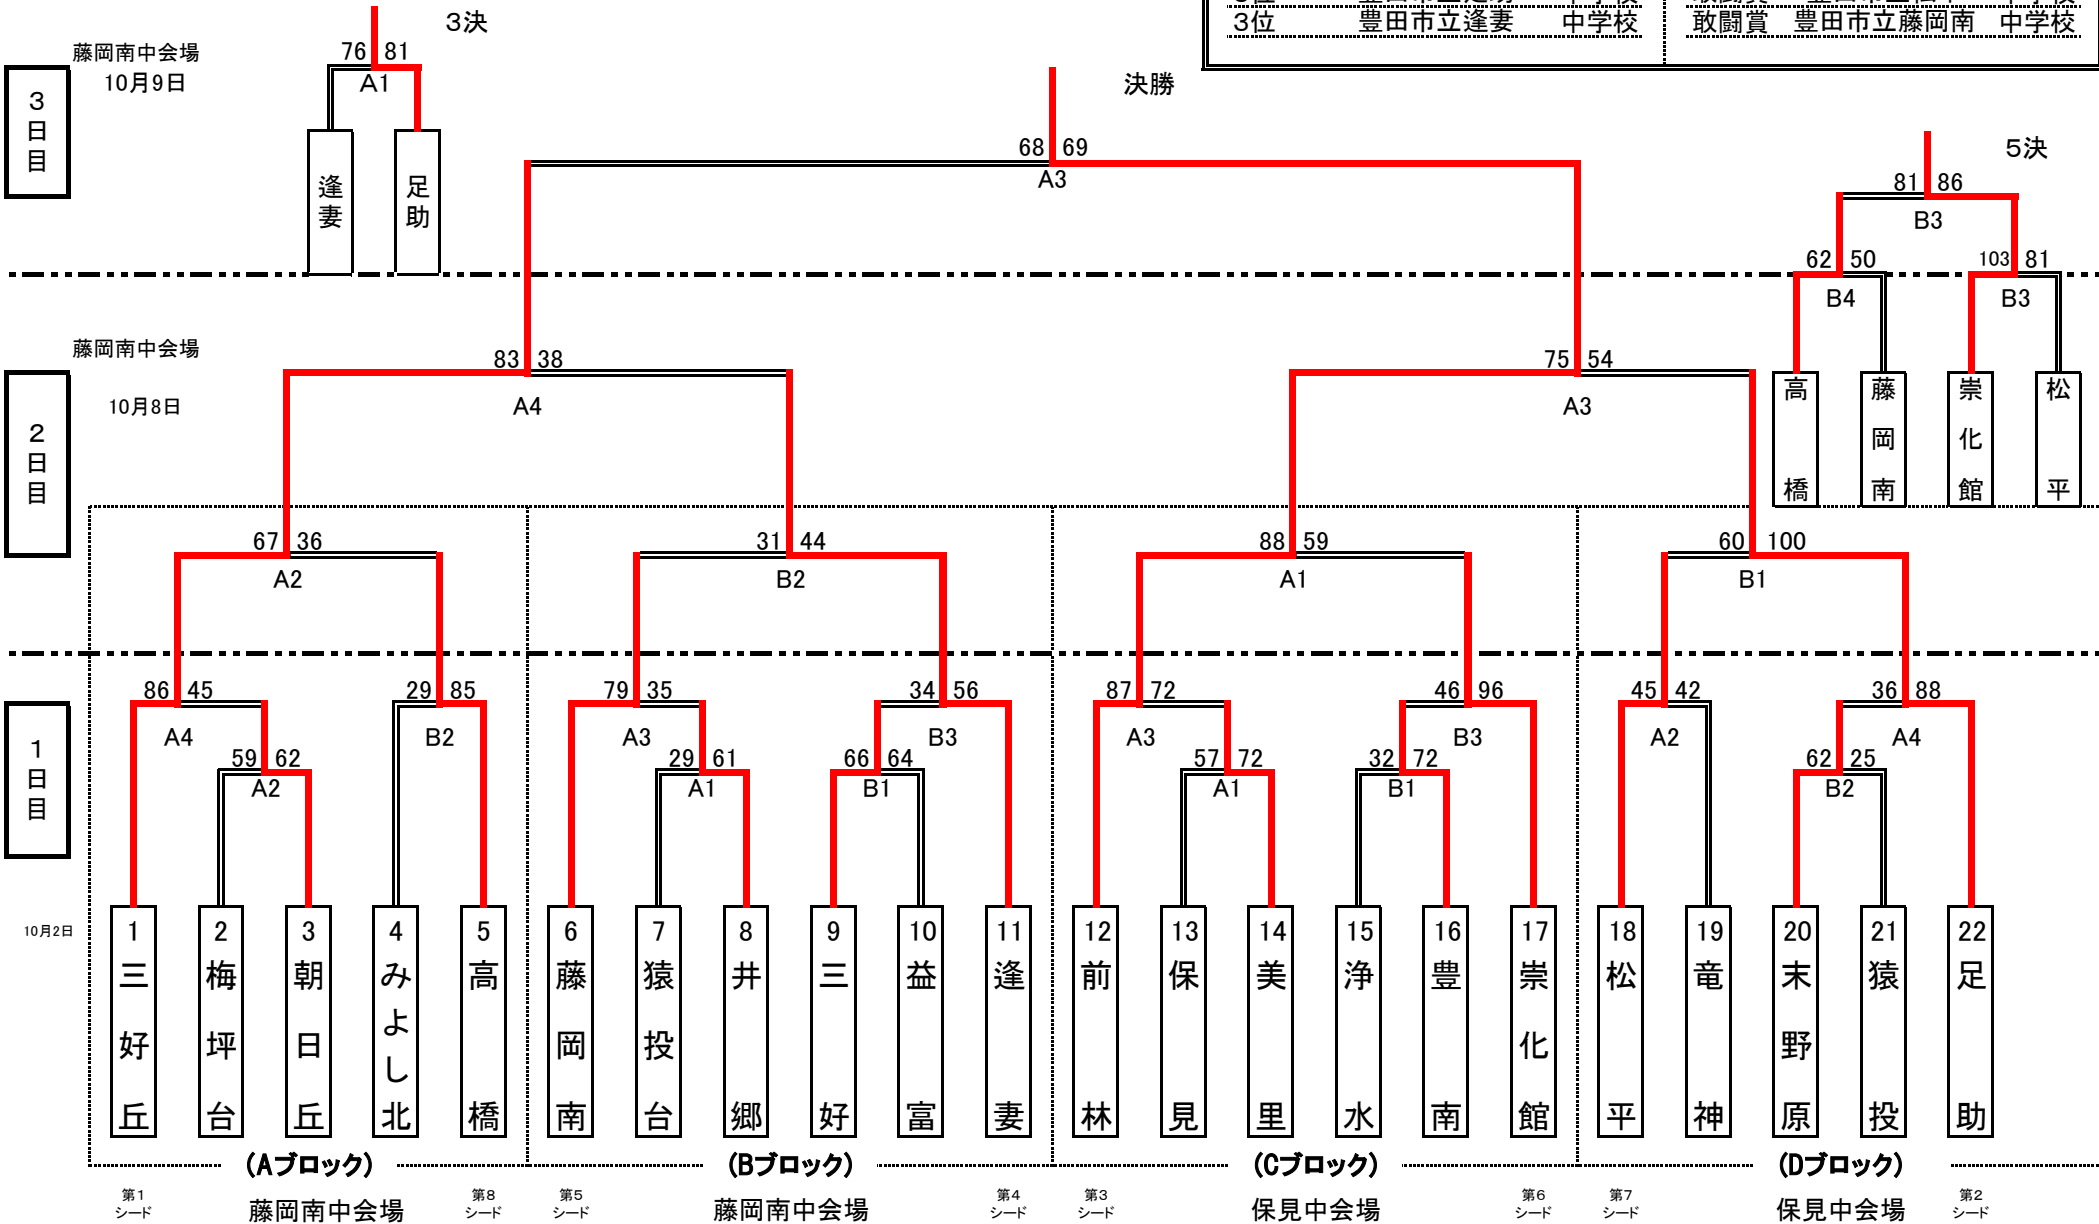 3位 豊田市立逢妻 中学校 敢闘賞 豊田市立藤岡南 中学校
3決
藤岡南中会場
10月9日
3日目
76 81
A1
逢妻
足助
決勝
68 69
A3
5決
81 86
B3
62 50
B4
103 81
B3
高橋
藤岡南
崇化館
松平
藤岡南中会場
10月8日
2日目
83 38
A4
75 54
A3
67 36
A2
31 44
B2
88 59
A1
60 100
B1
1日目
86 45
A4
29 85
B2
79 35
A3
34 56
B3
87 72
A3
46 96
B3
45 42
A2
36 88
A4
59 62
A2
29 61
A1
66 64
B1
57 72
A1
32 72
B1
62 25
B2
10月2日
1 三好丘
2 梅坪台
3 朝日丘
4 みよし北
5 高橋
6 藤岡南
7 猿投台
8 井郷
9 三好
10 益富
11 逢妻
12 前林
13 保見
14 美里
15 浄水
16 豊南
17 崇化館
18 松平
19 竜神
20 末野原
21 猿投
22 足助
(Aブロック) (Bブロック) (Cブロック) (Dブロック)
第1シード 藤岡南中会場 第8シード 第5シード 藤岡南中会場 第4シード 第3シード 保見中会場 第6シード 第7シード 保見中会場 第2シード